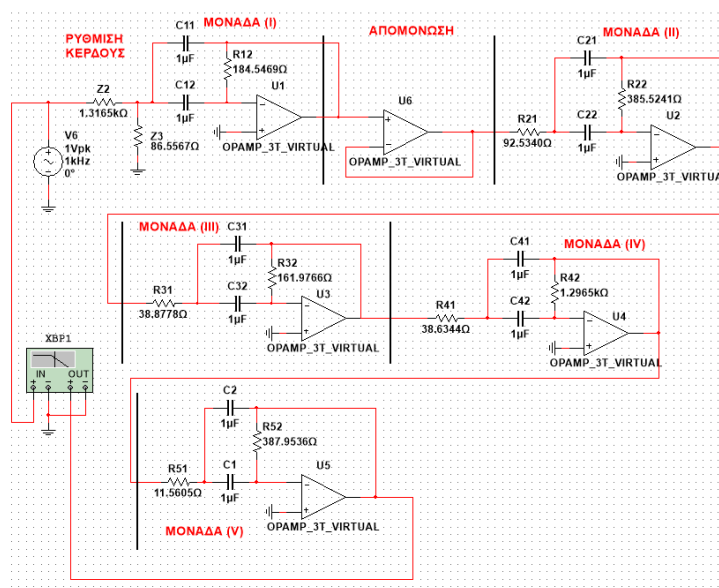 ΡΥΘΜΙΣΗ
ΚΕΡΔΟΥΣ
ΜΟΝΑΔΑ (I)
ΑΠΟΜΟΝΩΣΗ
ΜΟΝΑΔΑ (II)
C11
1µF
R12
184.5469Ω
C12
1µF
U1
OPAMP_3T_VIRTUAL
Z2
1.3165kΩ
Z3
86.5567Ω
V6
1Vpk
1kHz
0°
U6
OPAMP_3T_VIRTUAL
R21
92.5340Ω
C21
1µF
R22
385.5241Ω
C22
1µF
U2
OPAMP_3T_VIRTUAL
ΜΟΝΑΔΑ (III)
C31
1µF
R32
161.9766Ω
R31
38.8778Ω
C32
1µF
U3
OPAMP_3T_VIRTUAL
ΜΟΝΑΔΑ (IV)
C41
1µF
R42
1.2965kΩ
R41
38.6344Ω
C42
1µF
U4
OPAMP_3T_VIRTUAL
XBP1
IN OUT
C2
1µF
R52
387.9536Ω
R51
11.5605Ω
C1
1µF
U5
OPAMP_3T_VIRTUAL
ΜΟΝΑΔΑ (V)